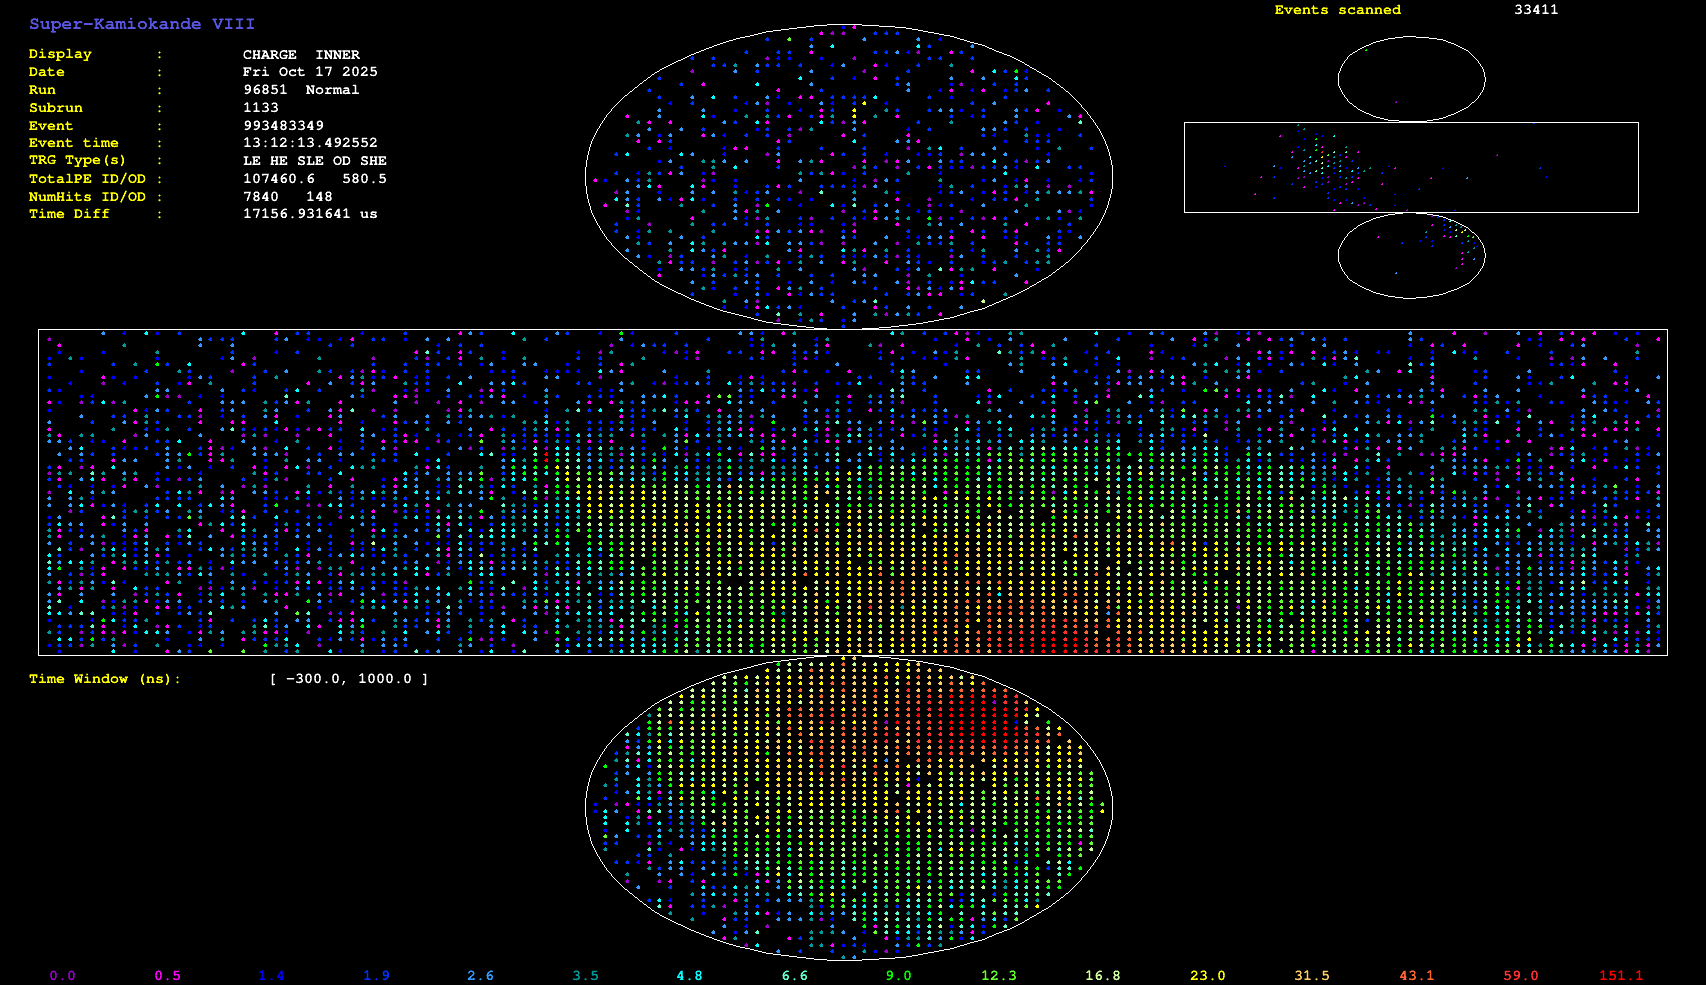 Super-Kamiokande VIII
Display : CHARGE INNER
Date : Fri Oct 17 2025
Run : 96851 Normal
Subrun : 1133
Event : 993483349
Event time : 13:12:13.492552
TRG Type(s) : LE HE SLE OD SHE
TotalPE ID/OD : 107460.6 580.5
NumHits ID/OD : 7840 148
Time Diff : 17156.931641 us
Events scanned 33411
Time Window (ns): [ -300.0, 1000.0 ]
0.0 0.5 1.4 1.9 2.6 3.5 4.8 6.6 9.0 12.3 16.8 23.0 31.5 43.1 59.0 151.1